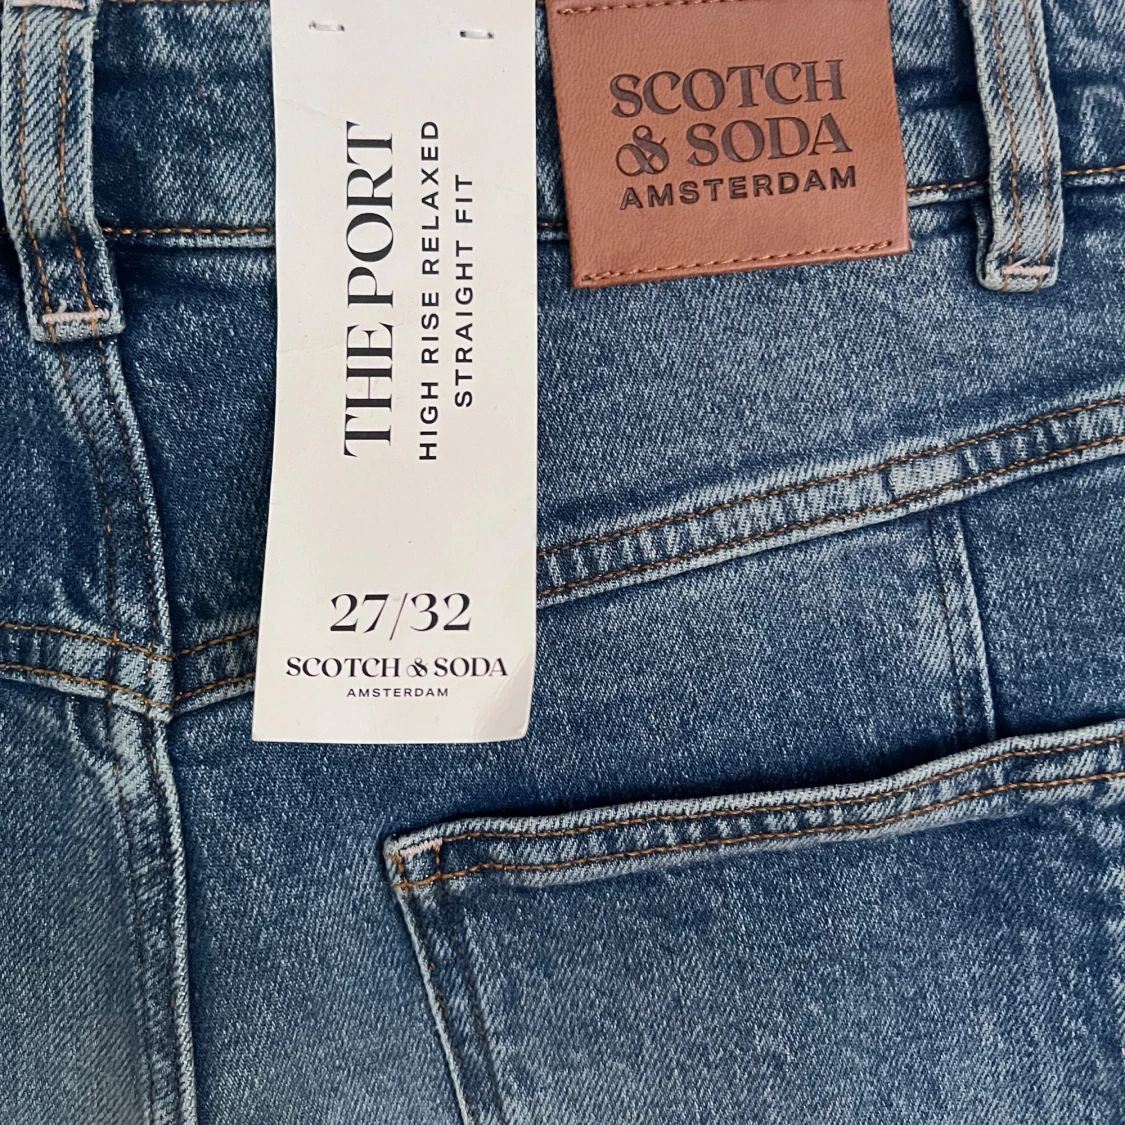 THE PORT
HIGH RISE RELAXED
STRAIGHT FIT
27/32
SCOTCH & SODA
AMSTERDAM
SCOTCH
& SODA
AMSTERDAM